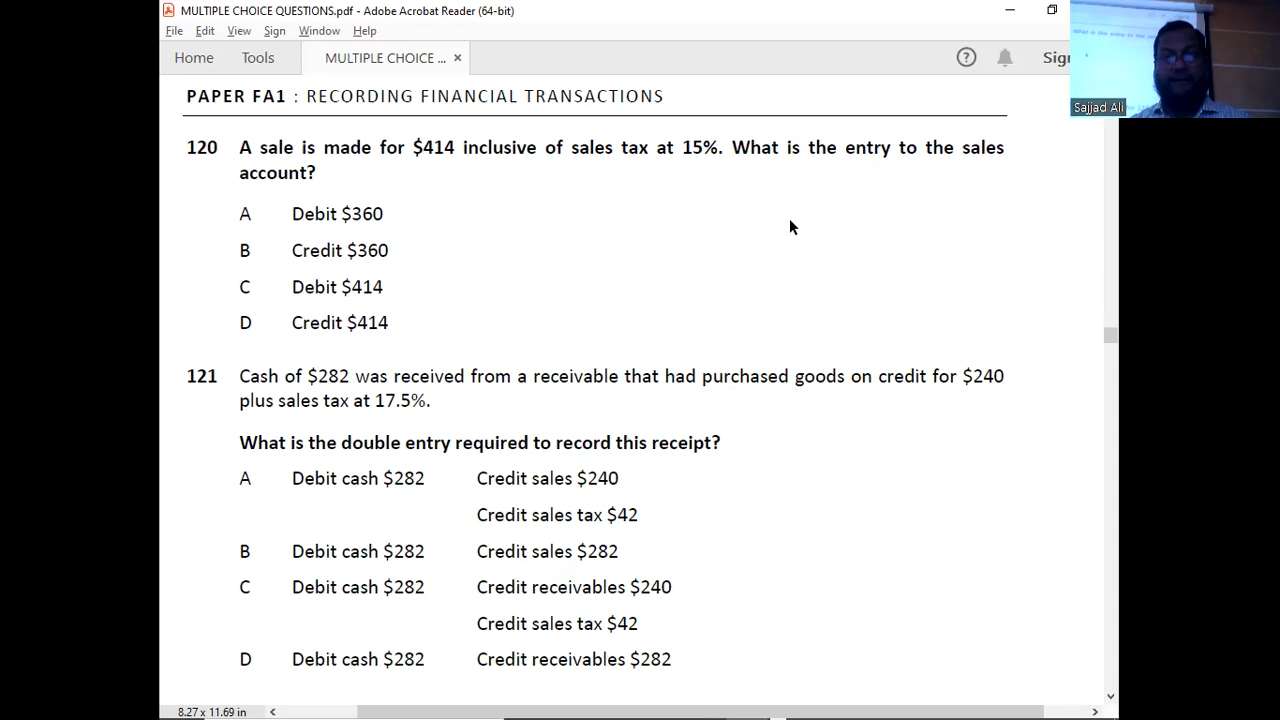 MULTIPLE CHOICE QUESTIONS.pdf - Adobe Acrobat Reader (64-bit)
File Edit View Sign Window Help
Home Tools MULTIPLE CHOICE ... × ? Sign
Sajjad Ali
PAPER FA1 : RECORDING FINANCIAL TRANSACTIONS
120 A sale is made for $414 inclusive of sales tax at 15%. What is the entry to the sales
account?
A Debit $360
B Credit $360
C Debit $414
D Credit $414
121 Cash of $282 was received from a receivable that had purchased goods on credit for $240
plus sales tax at 17.5%.
What is the double entry required to record this receipt?
A Debit cash $282 Credit sales $240
Credit sales tax $42
B Debit cash $282 Credit sales $282
C Debit cash $282 Credit receivables $240
Credit sales tax $42
D Debit cash $282 Credit receivables $282
8.27 x 11.69 in